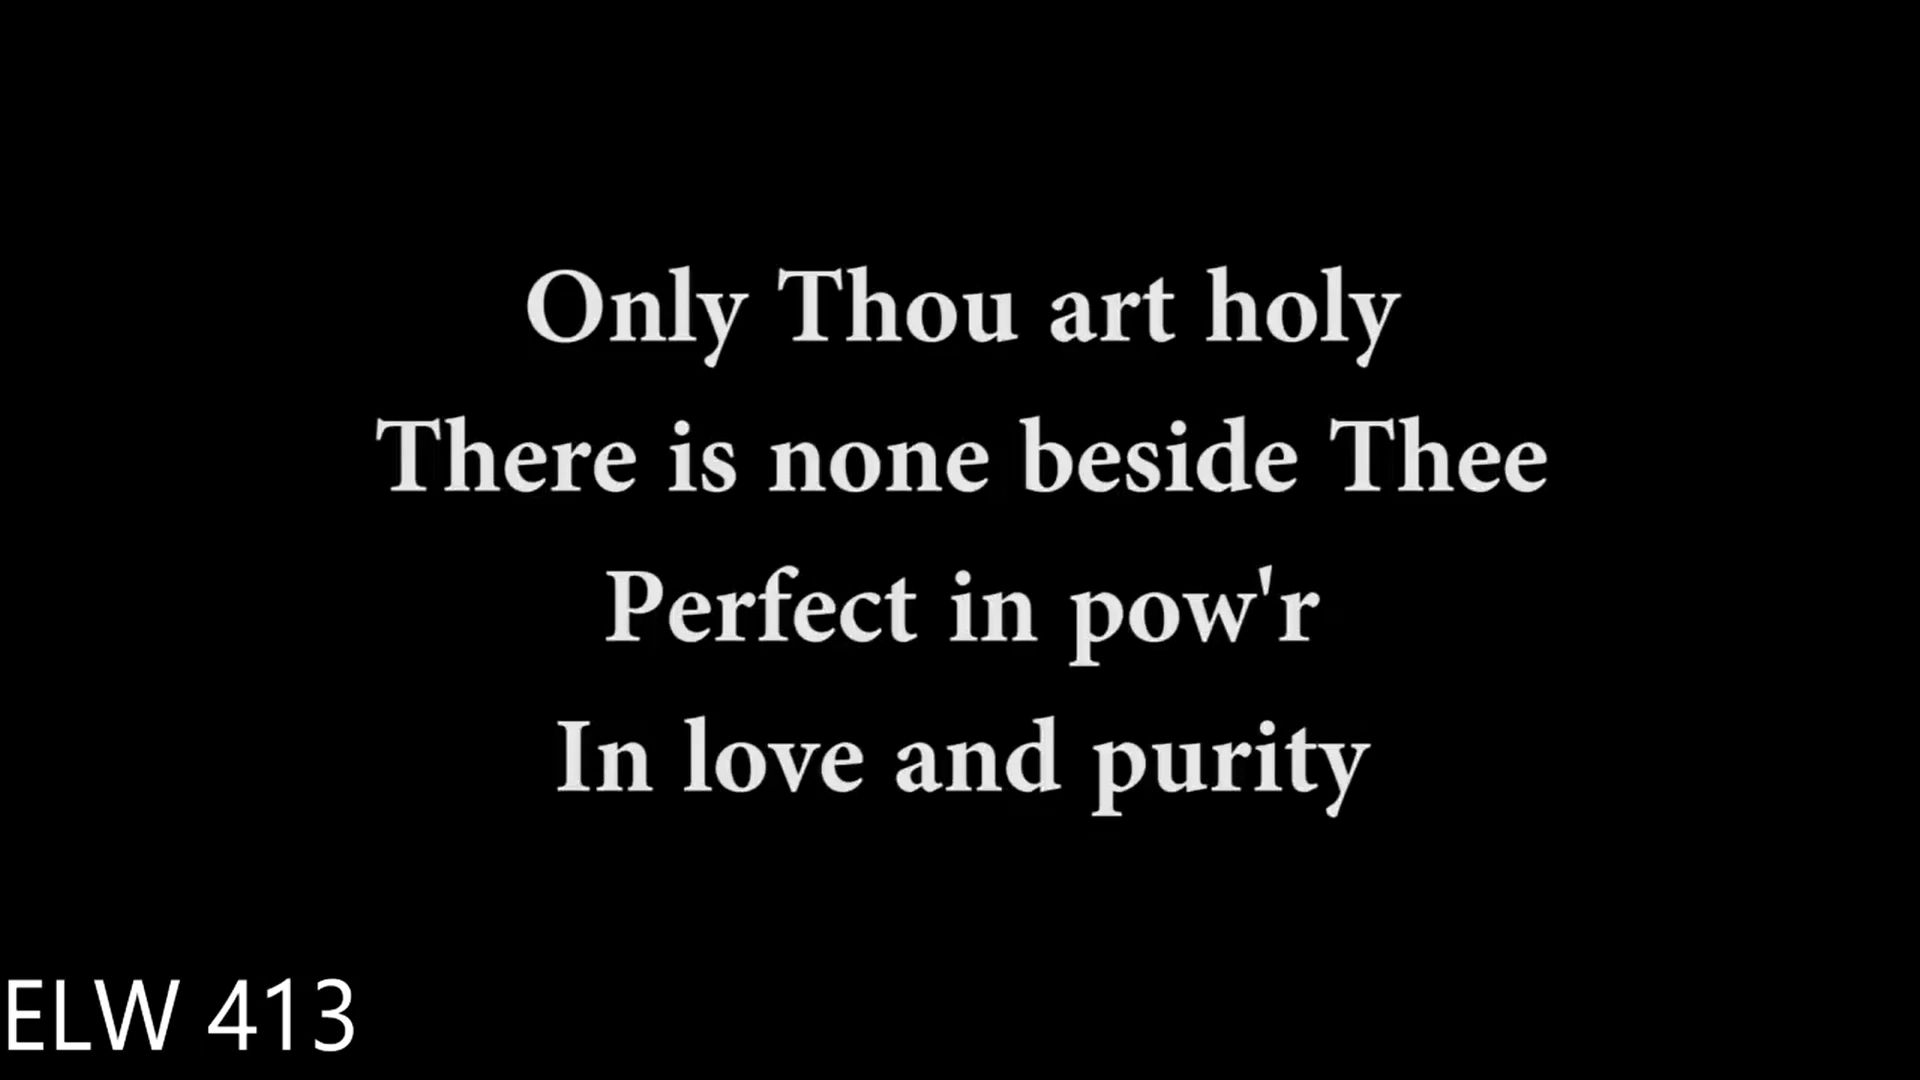 Only Thou art holy
There is none beside Thee
Perfect in pow'r
In love and purity
ELW 413